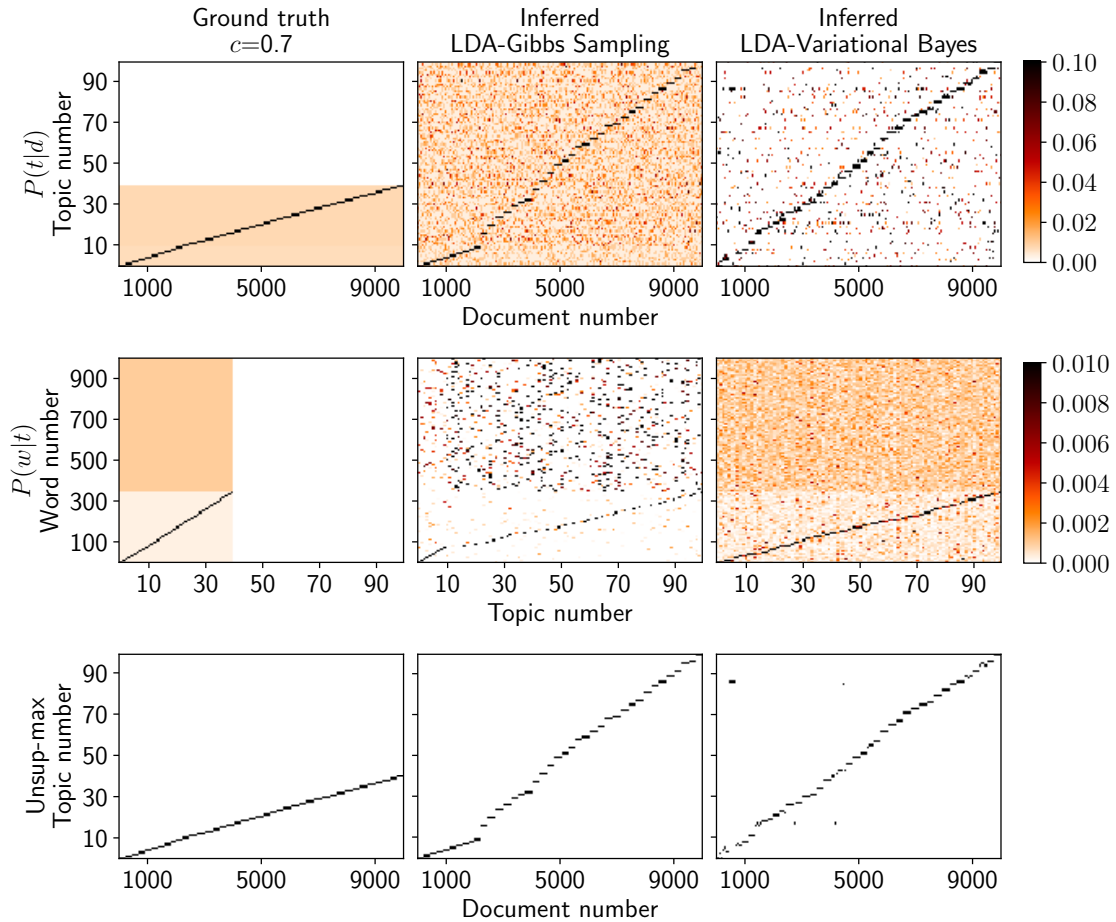 Ground truth
c=0.7
Inferred
LDA-Gibbs Sampling
Inferred
LDA-Variational Bayes
P(t|d)
Topic number
90
70
50
30
10
1000 5000 9000
1000 5000 9000
1000 5000 9000
Document number
0.10
0.08
0.06
0.04
0.02
0.00
P(w|t)
Word number
900
700
500
300
100
10 30 50 70 90
10 30 50 70 90
10 30 50 70 90
Topic number
0.010
0.008
0.006
0.004
0.002
0.000
Unsup-max
Topic number
90
70
50
30
10
1000 5000 9000
1000 5000 9000
1000 5000 9000
Document number